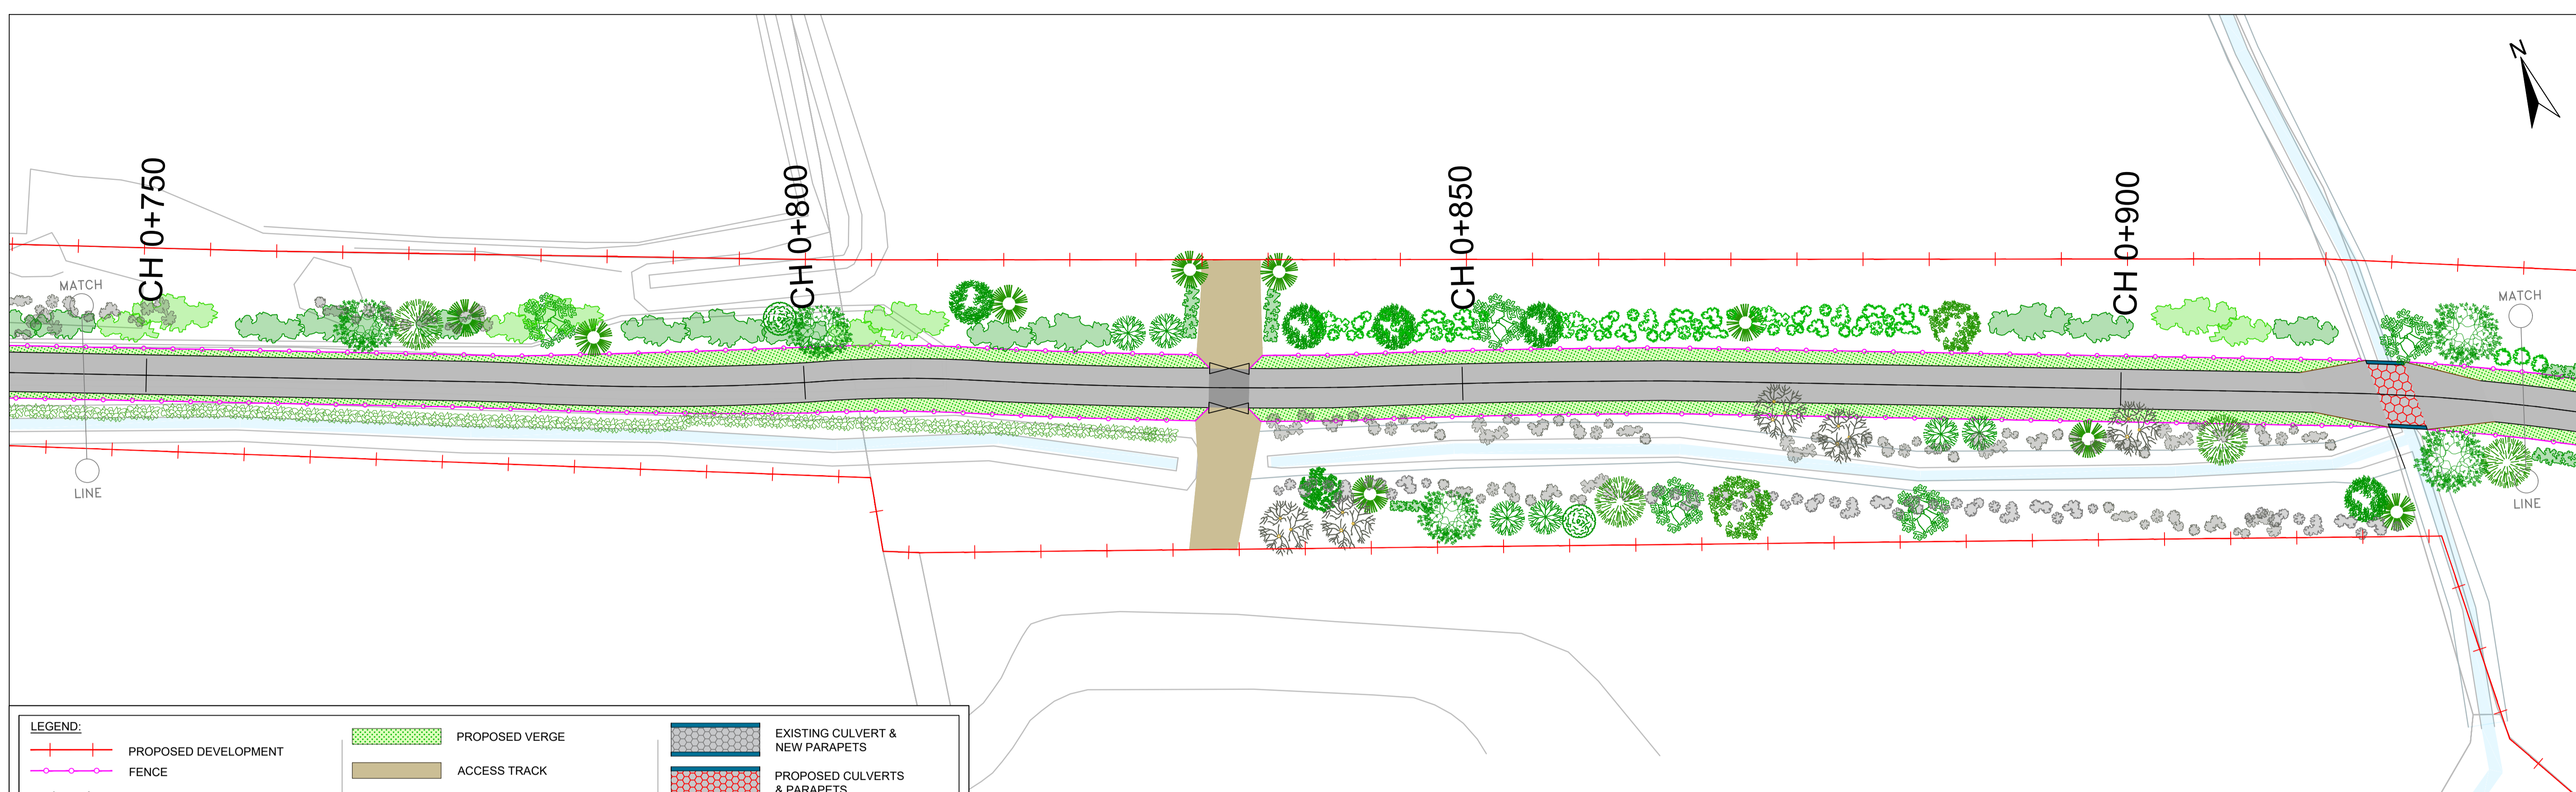 N
CH 0+750
CH 0+800
CH 0+850
CH 0+900
MATCH
MATCH
LINE
LINE
LEGEND:
PROPOSED DEVELOPMENT
FENCE
PROPOSED VERGE
ACCESS TRACK
EXISTING CULVERT &
NEW PARAPETS
PROPOSED CULVERTS
& PARAPETS